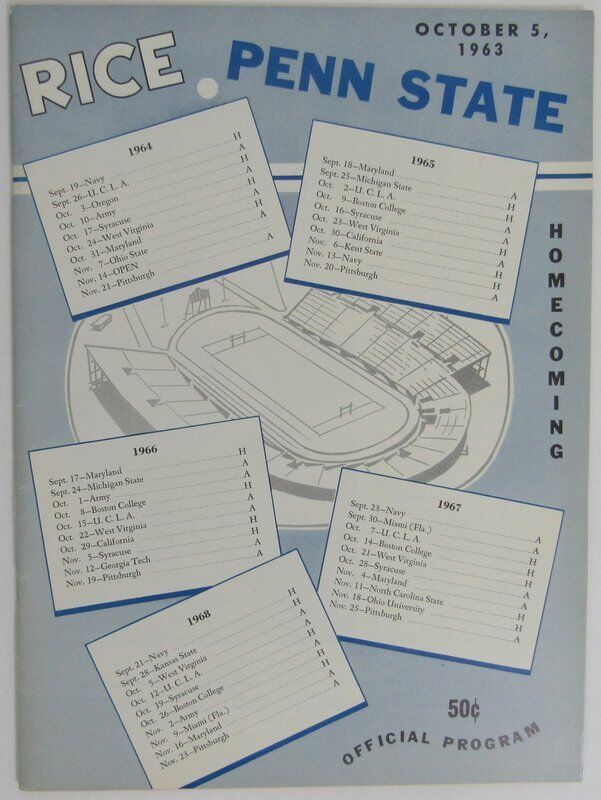 OCTOBER 5,
1963
RICE • PENN STATE
HOMECOMING
1964
Sept. 19—Navy H
Sept. 26—U. C. L. A. A
Oct. 3—Oregon H
Oct. 10—Army
Oct. 17—Syracuse
Oct. 24—West Virginia
Oct. 31—Maryland
Nov. 7—Ohio State
Nov. 14—OPEN
Nov. 21—Pittsburgh A
1965
Sept. 18—Maryland
Sept. 25—Michigan State
Oct. 2—U. C. L. A.
Oct. 9—Boston College
Oct. 16—Syracuse
Oct. 23—West Virginia
Oct. 30—California
Nov. 6—Kent State
Nov. 13—Navy H
Nov. 20—Pittsburgh A
1966
Sept. 17—Maryland H
Sept. 24—Michigan State A
Oct. 1—Army A
Oct. 8—Boston College H
Oct. 15—U. C. L. A. A
Oct. 22—West Virginia
Oct. 29—California
Nov. 5—Syracuse H
Nov. 12—Georgia Tech A
Nov. 19—Pittsburgh A
1967
Sept. 23—Navy A
Sept. 30—Miami (Fla.) A
Oct. 7—U. C. L. A. H
Oct. 14—Boston College H
Oct. 21—West Virginia H
Oct. 28—Syracuse A
Nov. 4—Maryland
Nov. 11—North Carolina State
Nov. 18—Ohio University H
Nov. 25—Pittsburgh A
1968
Sept. 21—Navy H
Sept. 28—Kansas State H
Oct. 5—West Virginia A
Oct. 12—U. C. L. A.
Oct. 19—Syracuse
Oct. 26—Boston College
Nov. 2—Army
Nov. 9—Miami (Fla.)
Nov. 16—Maryland
Nov. 23—Pittsburgh
50¢
OFFICIAL PROGRAM